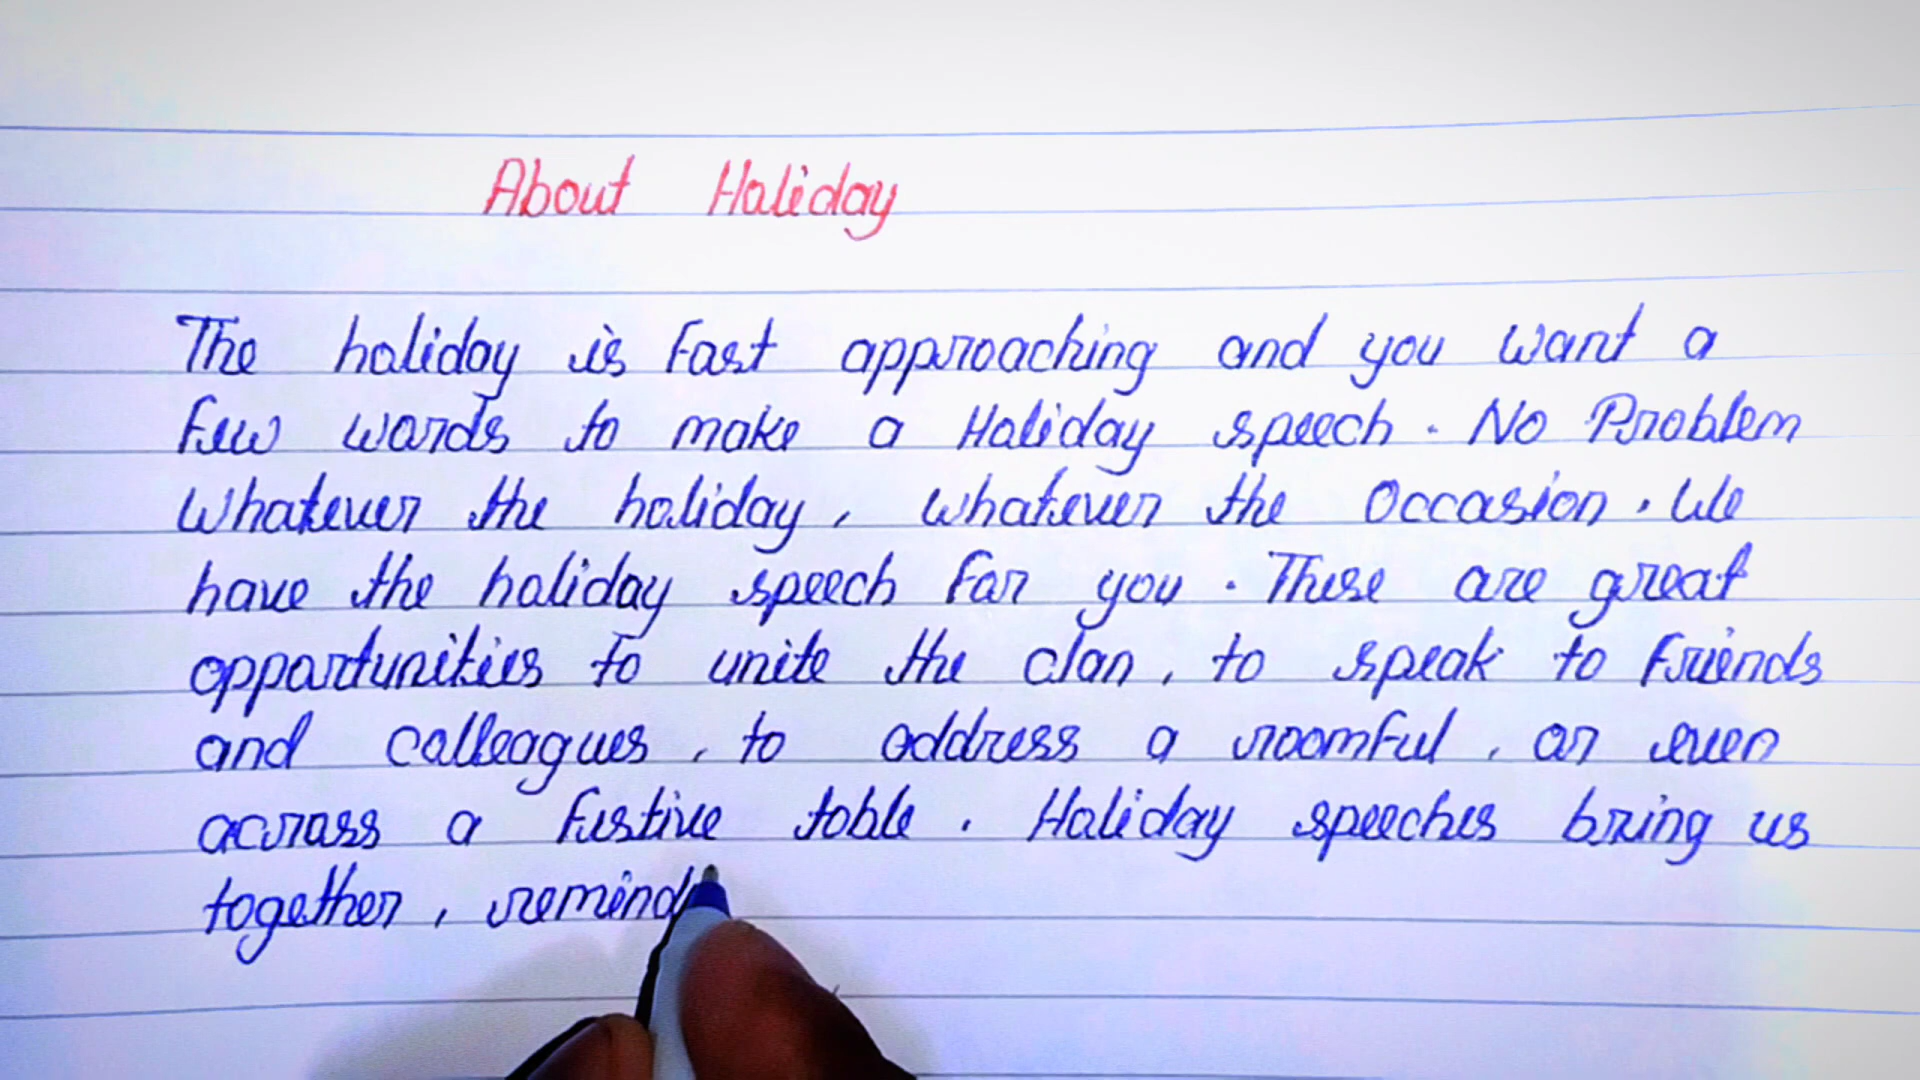 About Holiday
The holiday is Fast approaching and you want a
Few words to make a Holiday speech. No Problem
Whatever the holiday, whatever the Occasion. We
have the holiday speech For you. These are great
opportunities to unite the clan, to speak to Friends
and colleagues, to address a roomful, or even
across a Festive table. Holiday speeches bring us
together, remind